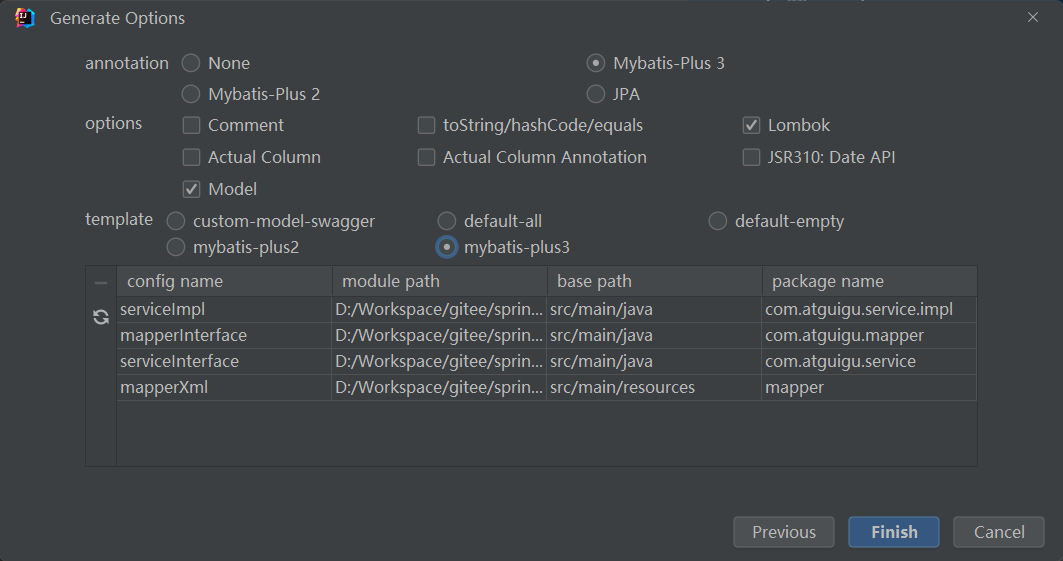 Generate Options
annotation None Mybatis-Plus 3
Mybatis-Plus 2 JPA
options Comment toString/hashCode/equals Lombok
Actual Column Actual Column Annotation JSR310: Date API
Model
template custom-model-swagger default-all default-empty
mybatis-plus2 mybatis-plus3
config name module path base path package name
serviceImpl D:/Workspace/gitee/sprin... src/main/java com.atguigu.service.impl
mapperInterface D:/Workspace/gitee/sprin... src/main/java com.atguigu.mapper
serviceInterface D:/Workspace/gitee/sprin... src/main/java com.atguigu.service
mapperXml D:/Workspace/gitee/sprin... src/main/resources mapper
Previous Finish Cancel